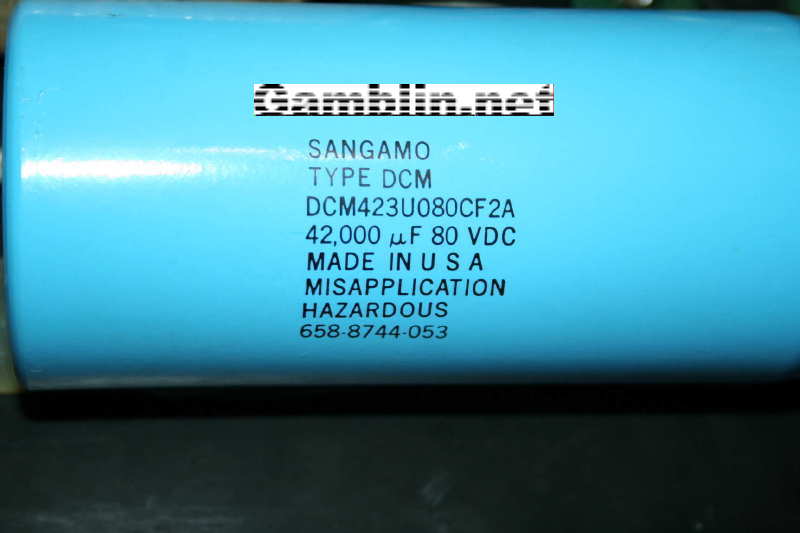 Gamblin.net
SANGAMO
TYPE DCM
DCM423U080CF2A
42,000 µF 80 VDC
MADE IN U S A
MISAPPLICATION
HAZARDOUS
658-8744-053